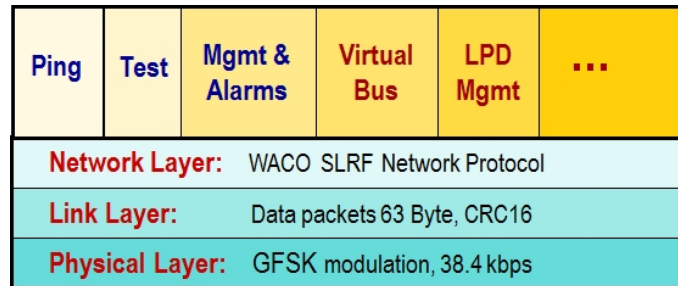 Ping
Test
Mgmt &
Alarms
Virtual
Bus
LPD
Mgmt
...
Network Layer: WACO SLRF Network Protocol
Link Layer: Data packets 63 Byte, CRC16
Physical Layer: GFSK modulation, 38.4 kbps